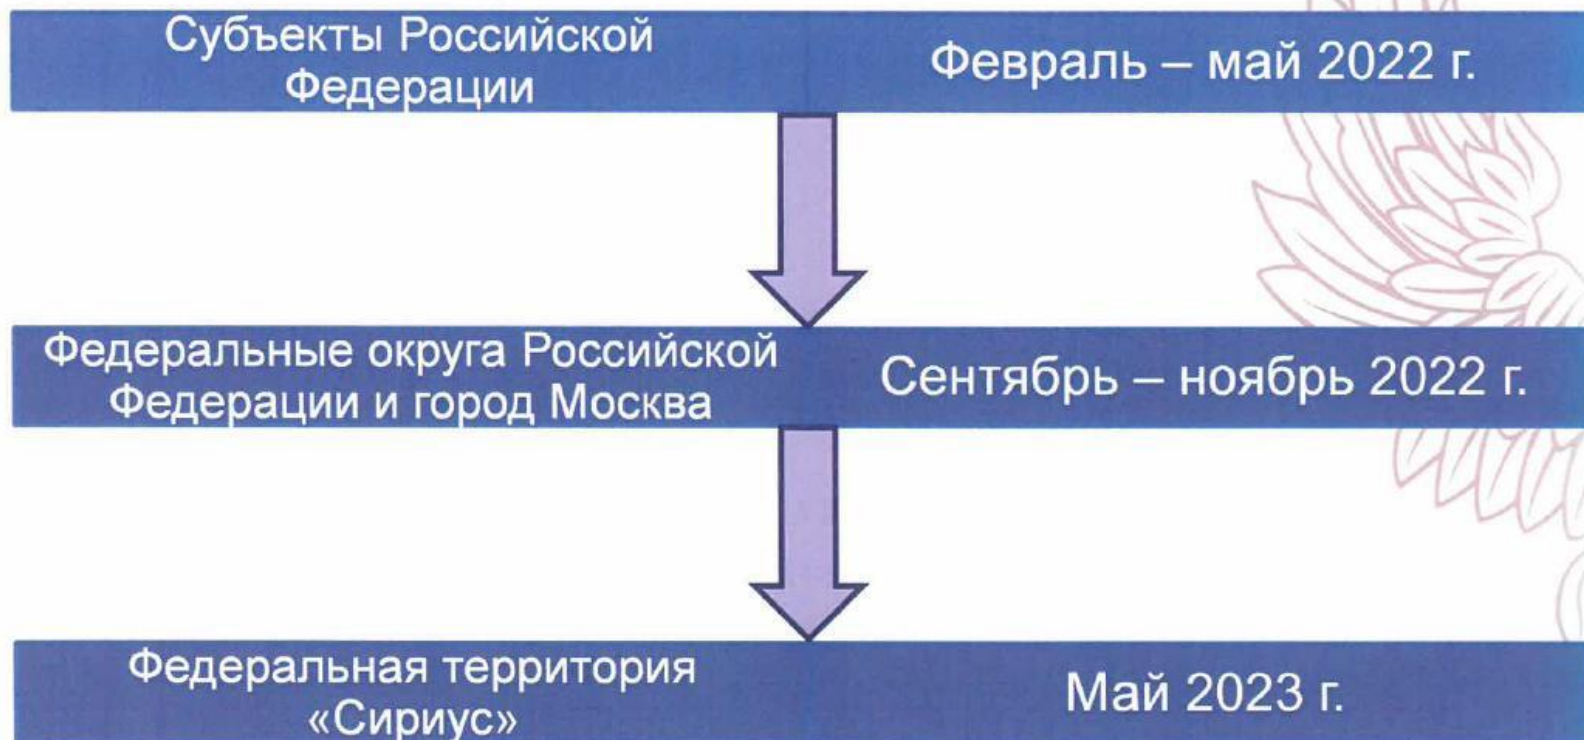 Субъекты Российской
Федерации
Февраль – май 2022 г.
Федеральные округа Российской
Федерации и город Москва
Сентябрь – ноябрь 2022 г.
Федеральная территория
«Сириус»
Май 2023 г.